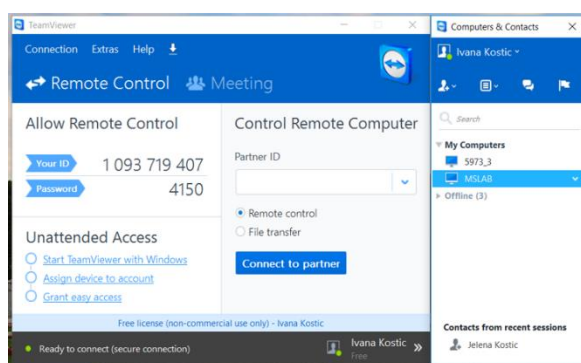 TeamViewer
Connection Extras Help
Remote Control Meeting
Allow Remote Control
Your ID 1 093 719 407
Password 4150
Unattended Access
Start TeamViewer with Windows
Assign device to account
Grant easy access
Control Remote Computer
Partner ID
Remote control
File transfer
Connect to partner
Free license (non-commercial use only) - Ivana Kostic
Ready to connect (secure connection)
Ivana Kostic
Free
Computers & Contacts
Ivana Kostic
Search
My Computers
5973_3
MSLAB
Offline (3)
Contacts from recent sessions
Jelena Kostic